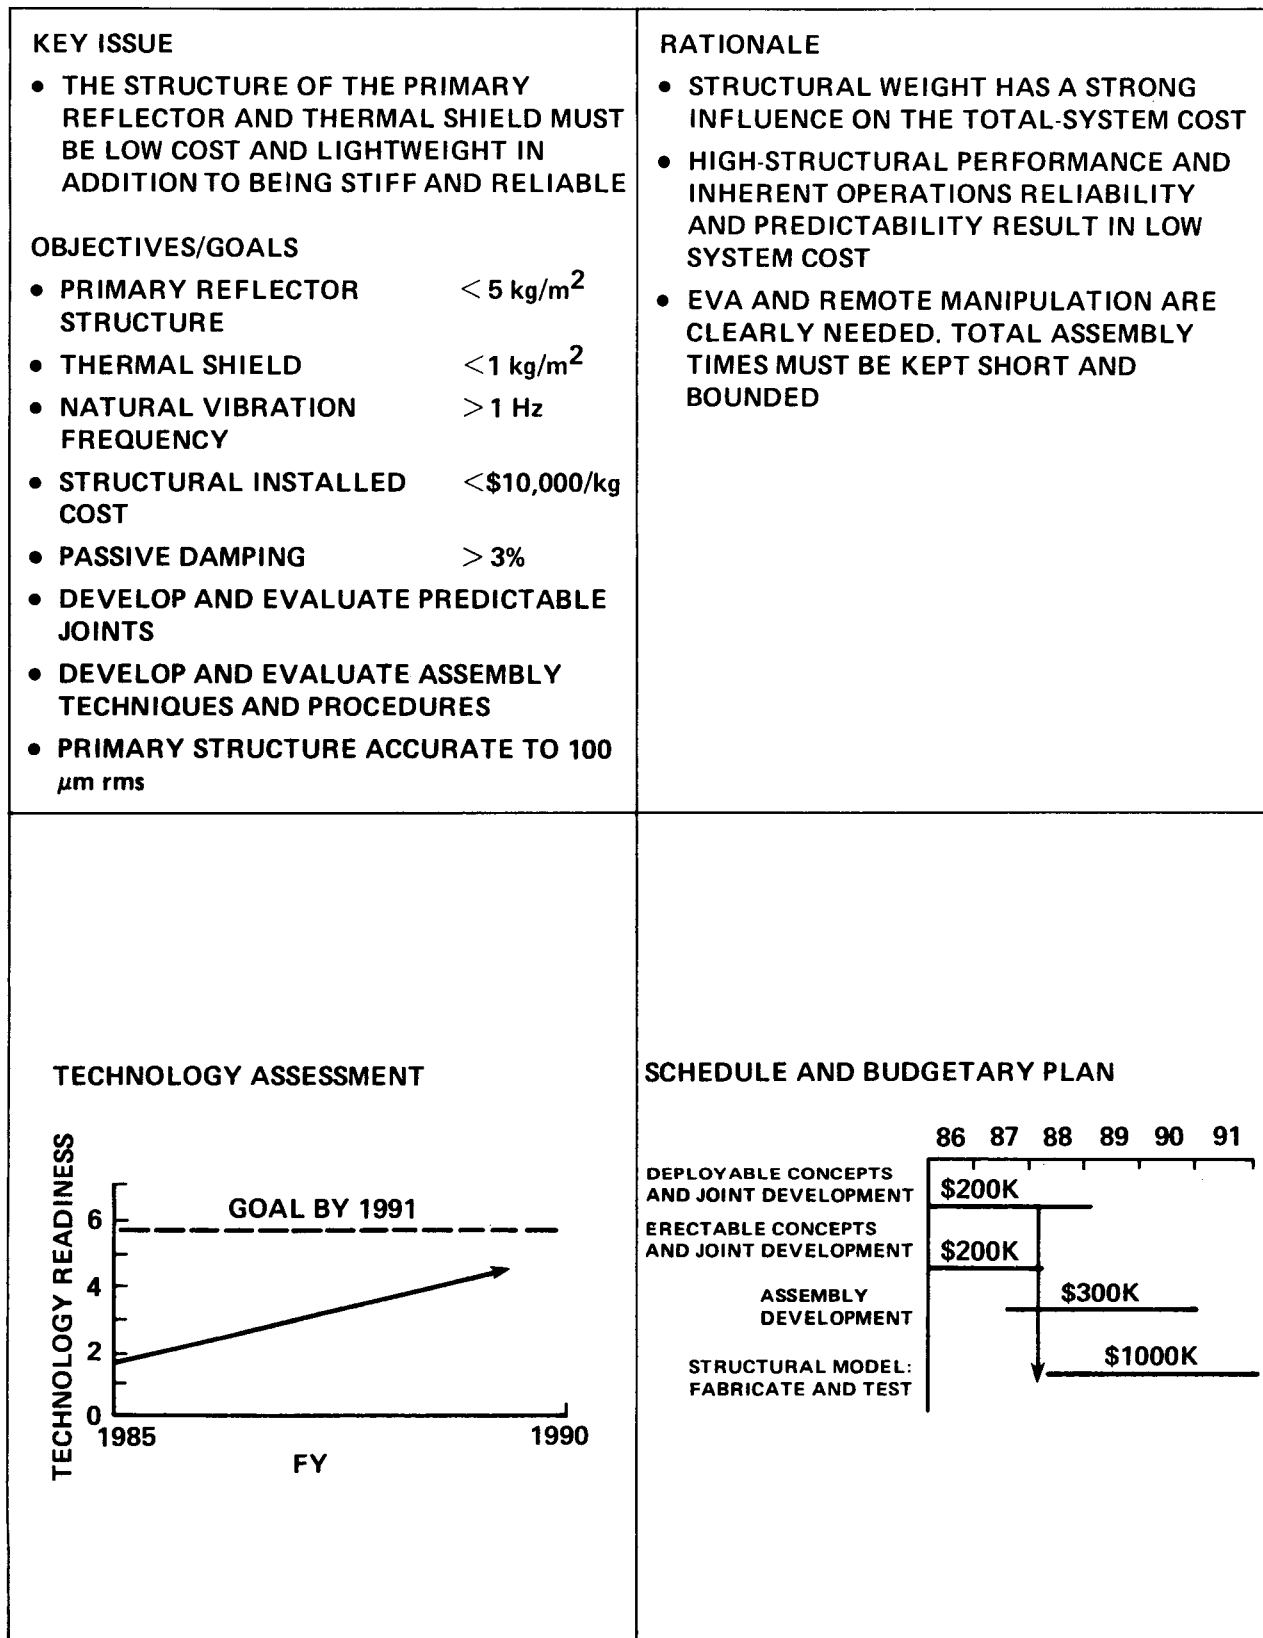 KEY ISSUE
• THE STRUCTURE OF THE PRIMARY
REFLECTOR AND THERMAL SHIELD MUST
BE LOW COST AND LIGHTWEIGHT IN
ADDITION TO BEING STIFF AND RELIABLE
OBJECTIVES/GOALS
• PRIMARY REFLECTOR < 5 kg/m²
STRUCTURE
• THERMAL SHIELD <1 kg/m²
• NATURAL VIBRATION > 1 Hz
FREQUENCY
• STRUCTURAL INSTALLED <$10,000/kg
COST
• PASSIVE DAMPING > 3%
• DEVELOP AND EVALUATE PREDICTABLE
JOINTS
• DEVELOP AND EVALUATE ASSEMBLY
TECHNIQUES AND PROCEDURES
• PRIMARY STRUCTURE ACCURATE TO 100
μm rms
RATIONALE
• STRUCTURAL WEIGHT HAS A STRONG
INFLUENCE ON THE TOTAL-SYSTEM COST
• HIGH-STRUCTURAL PERFORMANCE AND
INHERENT OPERATIONS RELIABILITY
AND PREDICTABILITY RESULT IN LOW
SYSTEM COST
• EVA AND REMOTE MANIPULATION ARE
CLEARLY NEEDED. TOTAL ASSEMBLY
TIMES MUST BE KEPT SHORT AND
BOUNDED
TECHNOLOGY ASSESSMENT
TECHNOLOGY READINESS
GOAL BY 1991
6
4
2
0
1985 1990
FY
SCHEDULE AND BUDGETARY PLAN
86 87 88 89 90 91
DEPLOYABLE CONCEPTS
AND JOINT DEVELOPMENT $200K
ERECTABLE CONCEPTS
AND JOINT DEVELOPMENT $200K
ASSEMBLY $300K
DEVELOPMENT
$1000K
STRUCTURAL MODEL:
FABRICATE AND TEST